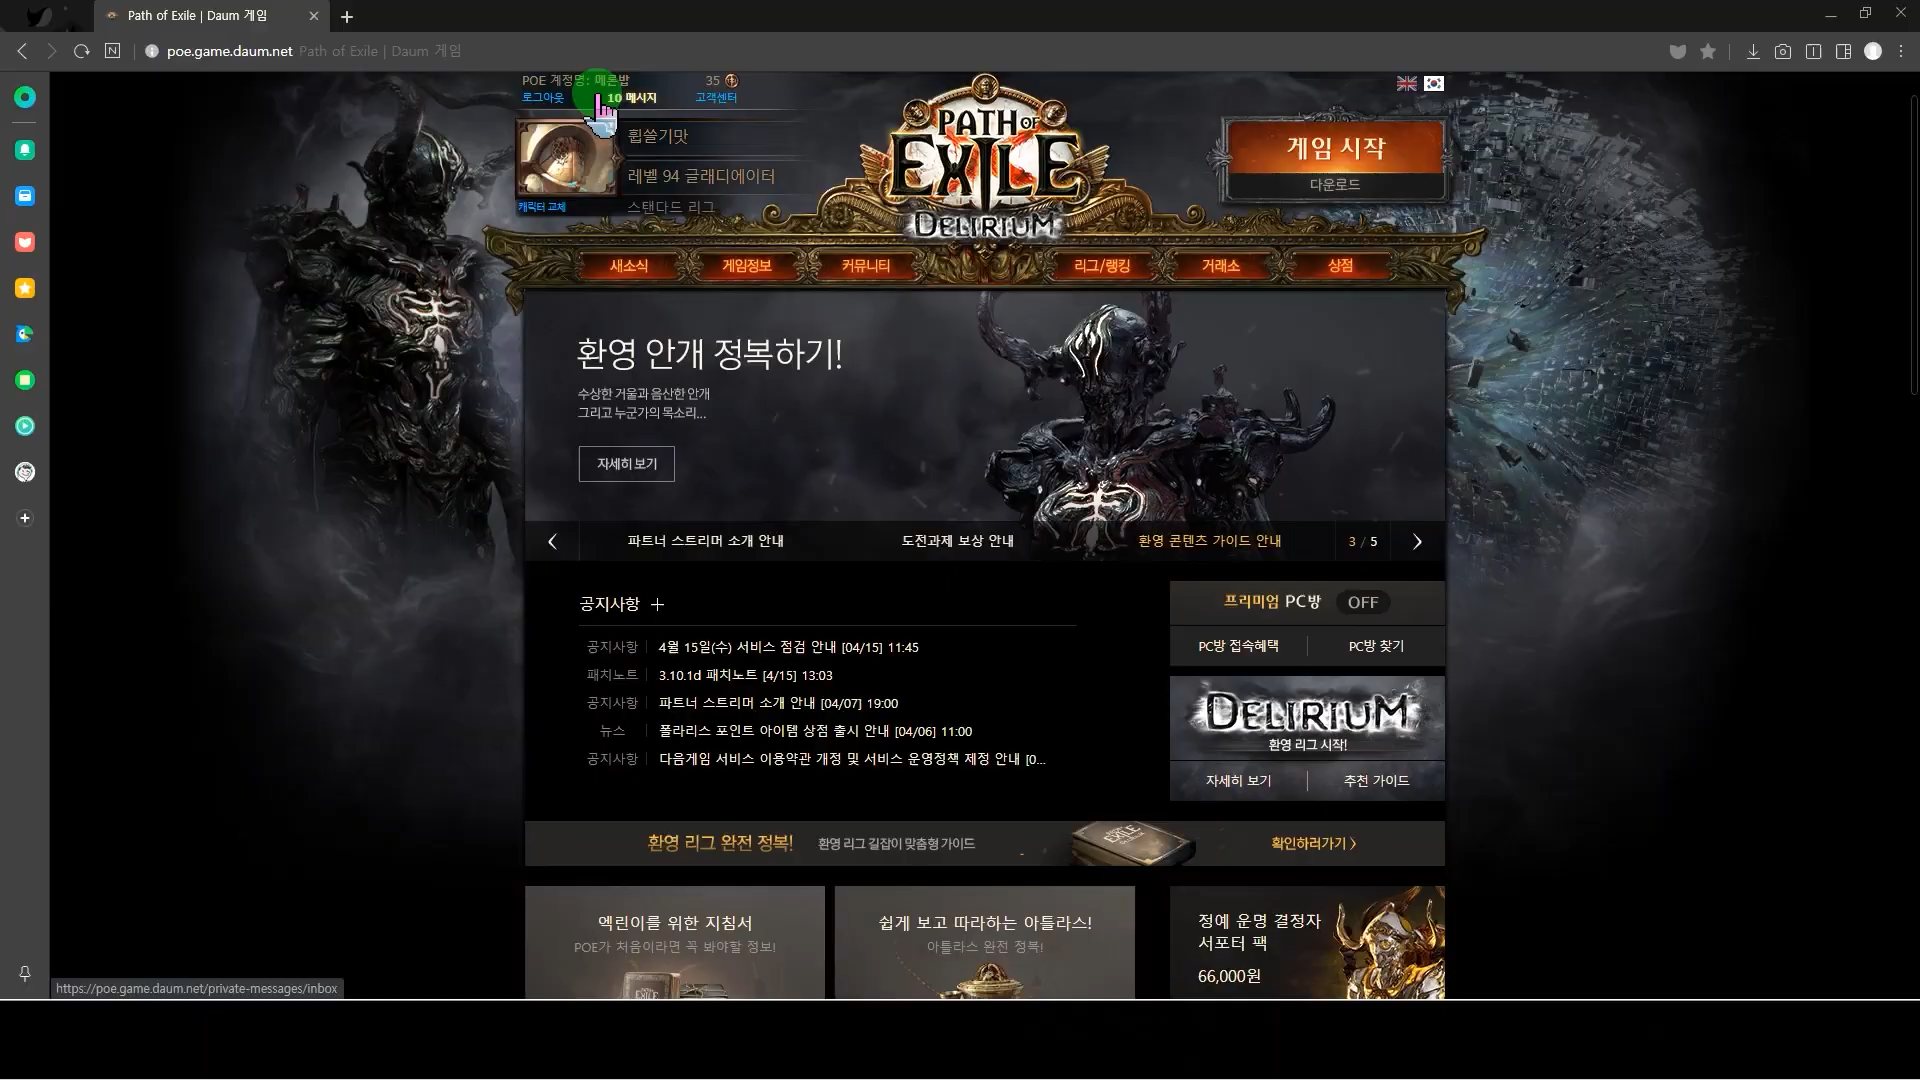 Path of Exile | Daum 게임
poe.game.daum.net Path of Exile | Daum 게임
POE 계정명: 메론밥 35
로그아웃 10 메시지 고객센터
휩쓸기맛
레벨 94 글래디에이터
캐릭터 교체 스탠다드 리그
PATH OF
EXILE
DELIRIUM
게임 시작
다운로드
새소식 게임정보 커뮤니티 리그/랭킹 거래소 상점
환영 안개 정복하기!
수상한 거울과 음산한 안개
그리고 누군가의 목소리...
자세히 보기
파트너 스트리머 소개 안내 도전과제 보상 안내 환영 콘텐츠 가이드 안내 3 / 5
공지사항
공지사항 4월 15일(수) 서비스 점검 안내 [04/15] 11:45
패치노트 3.10.1d 패치노트 [4/15] 13:03
공지사항 파트너 스트리머 소개 안내 [04/07] 19:00
뉴스 폴라리스 포인트 아이템 상점 출시 안내 [04/06] 11:00
공지사항 다음게임 서비스 이용약관 개정 및 서비스 운영정책 제정 안내 [0...
프리미엄 PC방 OFF
PC방 접속혜택 PC방 찾기
DELIRIUM
환영 리그 시작!
자세히 보기 추천 가이드
환영 리그 완전 정복! 환영 리그 길잡이 맞춤형 가이드 EXILE 확인하러가기 〉
엑린이를 위한 지침서
POE가 처음이라면 꼭 봐야할 정보!
EXILE
쉽게 보고 따라하는 아틀라스!
아틀라스 완전 정복!
정예 운명 결정자
서포터 팩
66,000원
https://poe.game.daum.net/private-messages/inbox